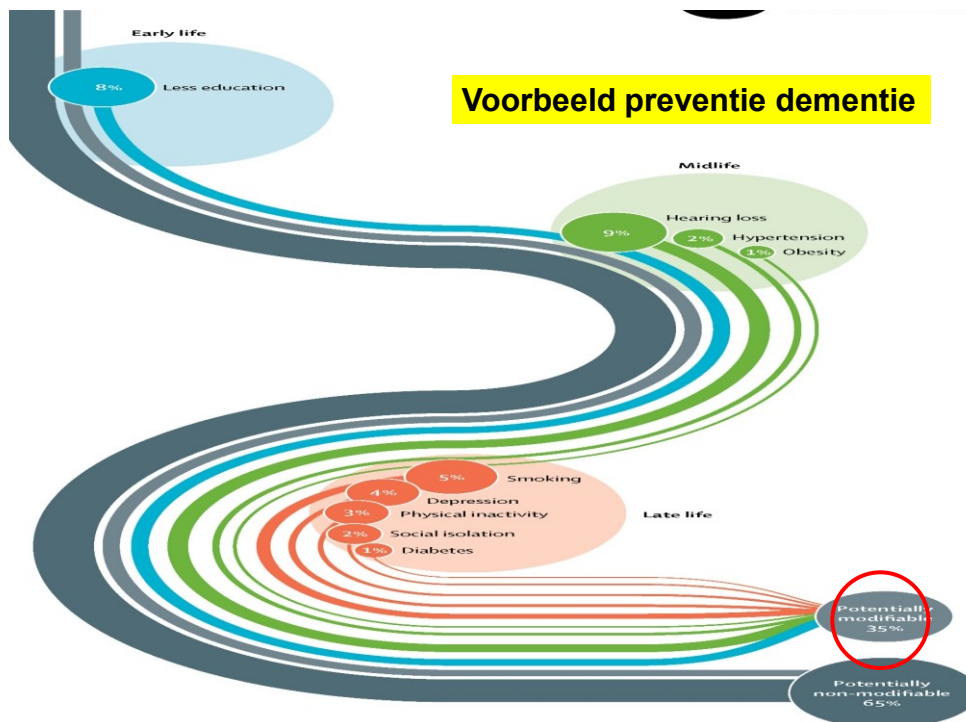 Early life
8%
Less education
Voorbeeld preventie dementie
Midlife
Hearing loss
9%
2%
Hypertension
1%
Obesity
5%
Smoking
4%
Depression
3%
Physical inactivity
Late life
2%
Social isolation
1%
Diabetes
Potentially
modifiable
35%
Potentially
non-modifiable
65%